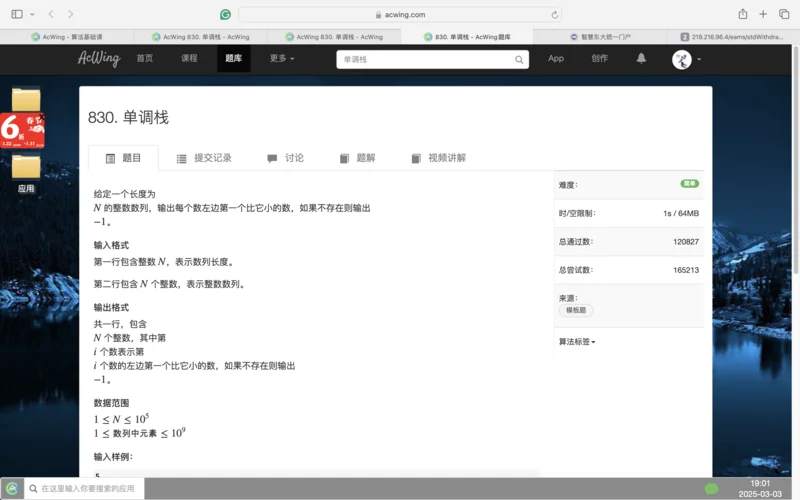 acwing.com
AcWing - 算法基础课
AcWing 830. 单调栈 - AcWing
AcWing 830. 单调栈 - AcWing
830. 单调栈 - AcWing题库
智慧东大统一门户
219.216.96.4/eams/stdWithdra...
AcWing 首页 课程 题库 更多 单调栈 App 创作
830. 单调栈
6折
春节
1.22 1.31
应用
题目 提交记录 讨论 题解 视频讲解
给定一个长度为
N 的整数数列，输出每个数左边第一个比它小的数，如果不存在则输出
−1。
输入格式
第一行包含整数 N，表示数列长度。
第二行包含 N 个整数，表示整数数列。
输出格式
共一行，包含
N 个整数，其中第
i 个数表示第
i 个数的左边第一个比它小的数，如果不存在则输出
−1。
数据范围
1 ≤ N ≤ 10⁵
1 ≤ 数列中元素 ≤ 10⁹
输入样例：
5
难度： 简单
时/空限制： 1s / 64MB
总通过数： 120827
总尝试数： 165213
来源：
模板题
算法标签
在这里输入你要搜索的应用
19:01
2025-03-03